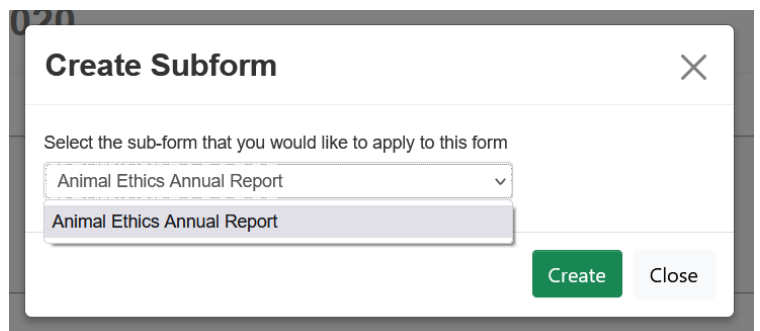 Create Subform
Select the sub-form that you would like to apply to this form
Animal Ethics Annual Report
Animal Ethics Annual Report
Create Close